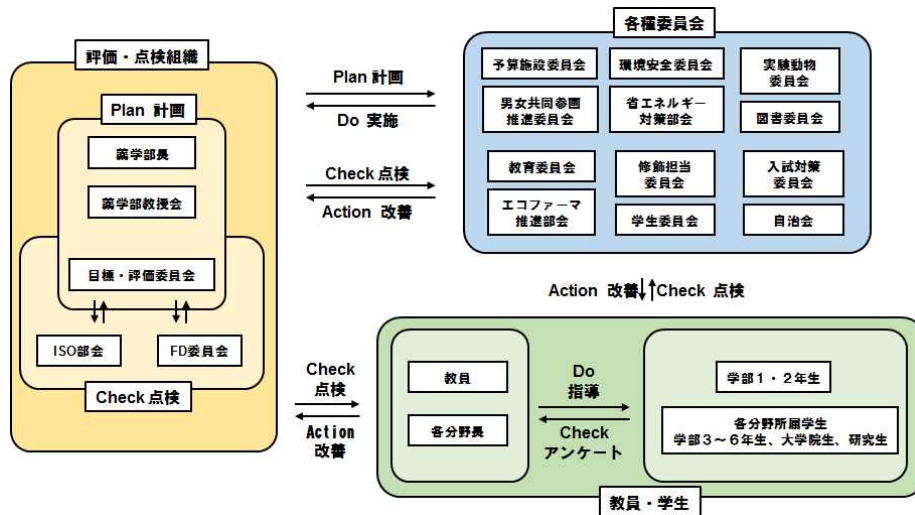 評価・点検組織
Plan 計画
薬学部長
薬学部教授会
目標・評価委員会
ISO部会
FD委員会
Check 点検
Plan 計画
Do 実施
Check 点検
Action 改善
各種委員会
予算施設委員会
環境安全委員会
実験動物
委員会
男女共同参画
推進委員会
省エネルギー
対策部会
図書委員会
教育委員会
修飾担当
委員会
入試対策
委員会
エコファーマ
推進部会
学生委員会
自治会
Action 改善
Check 点検
Check
点検
Action
改善
教員
各分野長
Do
指導
Check
アンケート
学部１・２年生
各分野所属学生
学部３～６年生、大学院生、研究生
教員・学生